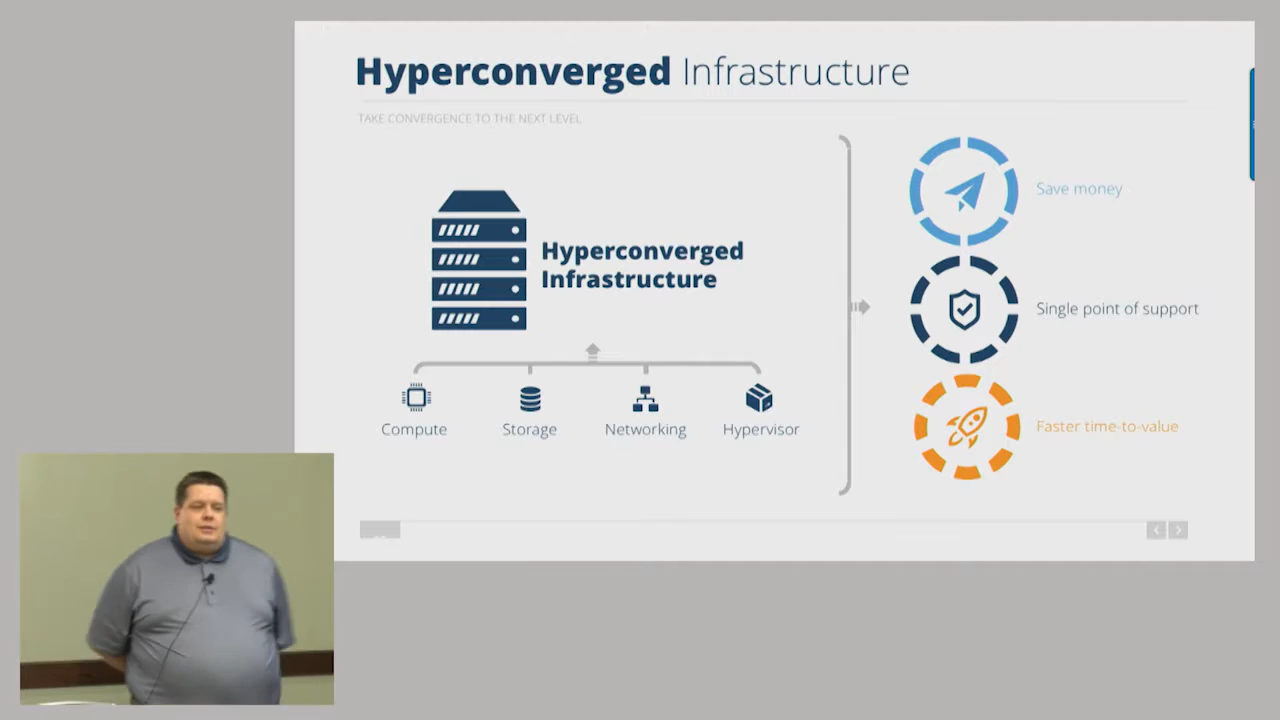 Hyperconverged Infrastructure
TAKE CONVERGENCE TO THE NEXT LEVEL
Hyperconverged
Infrastructure
Compute
Storage
Networking
Hypervisor
Save money
Single point of support
Faster time-to-value